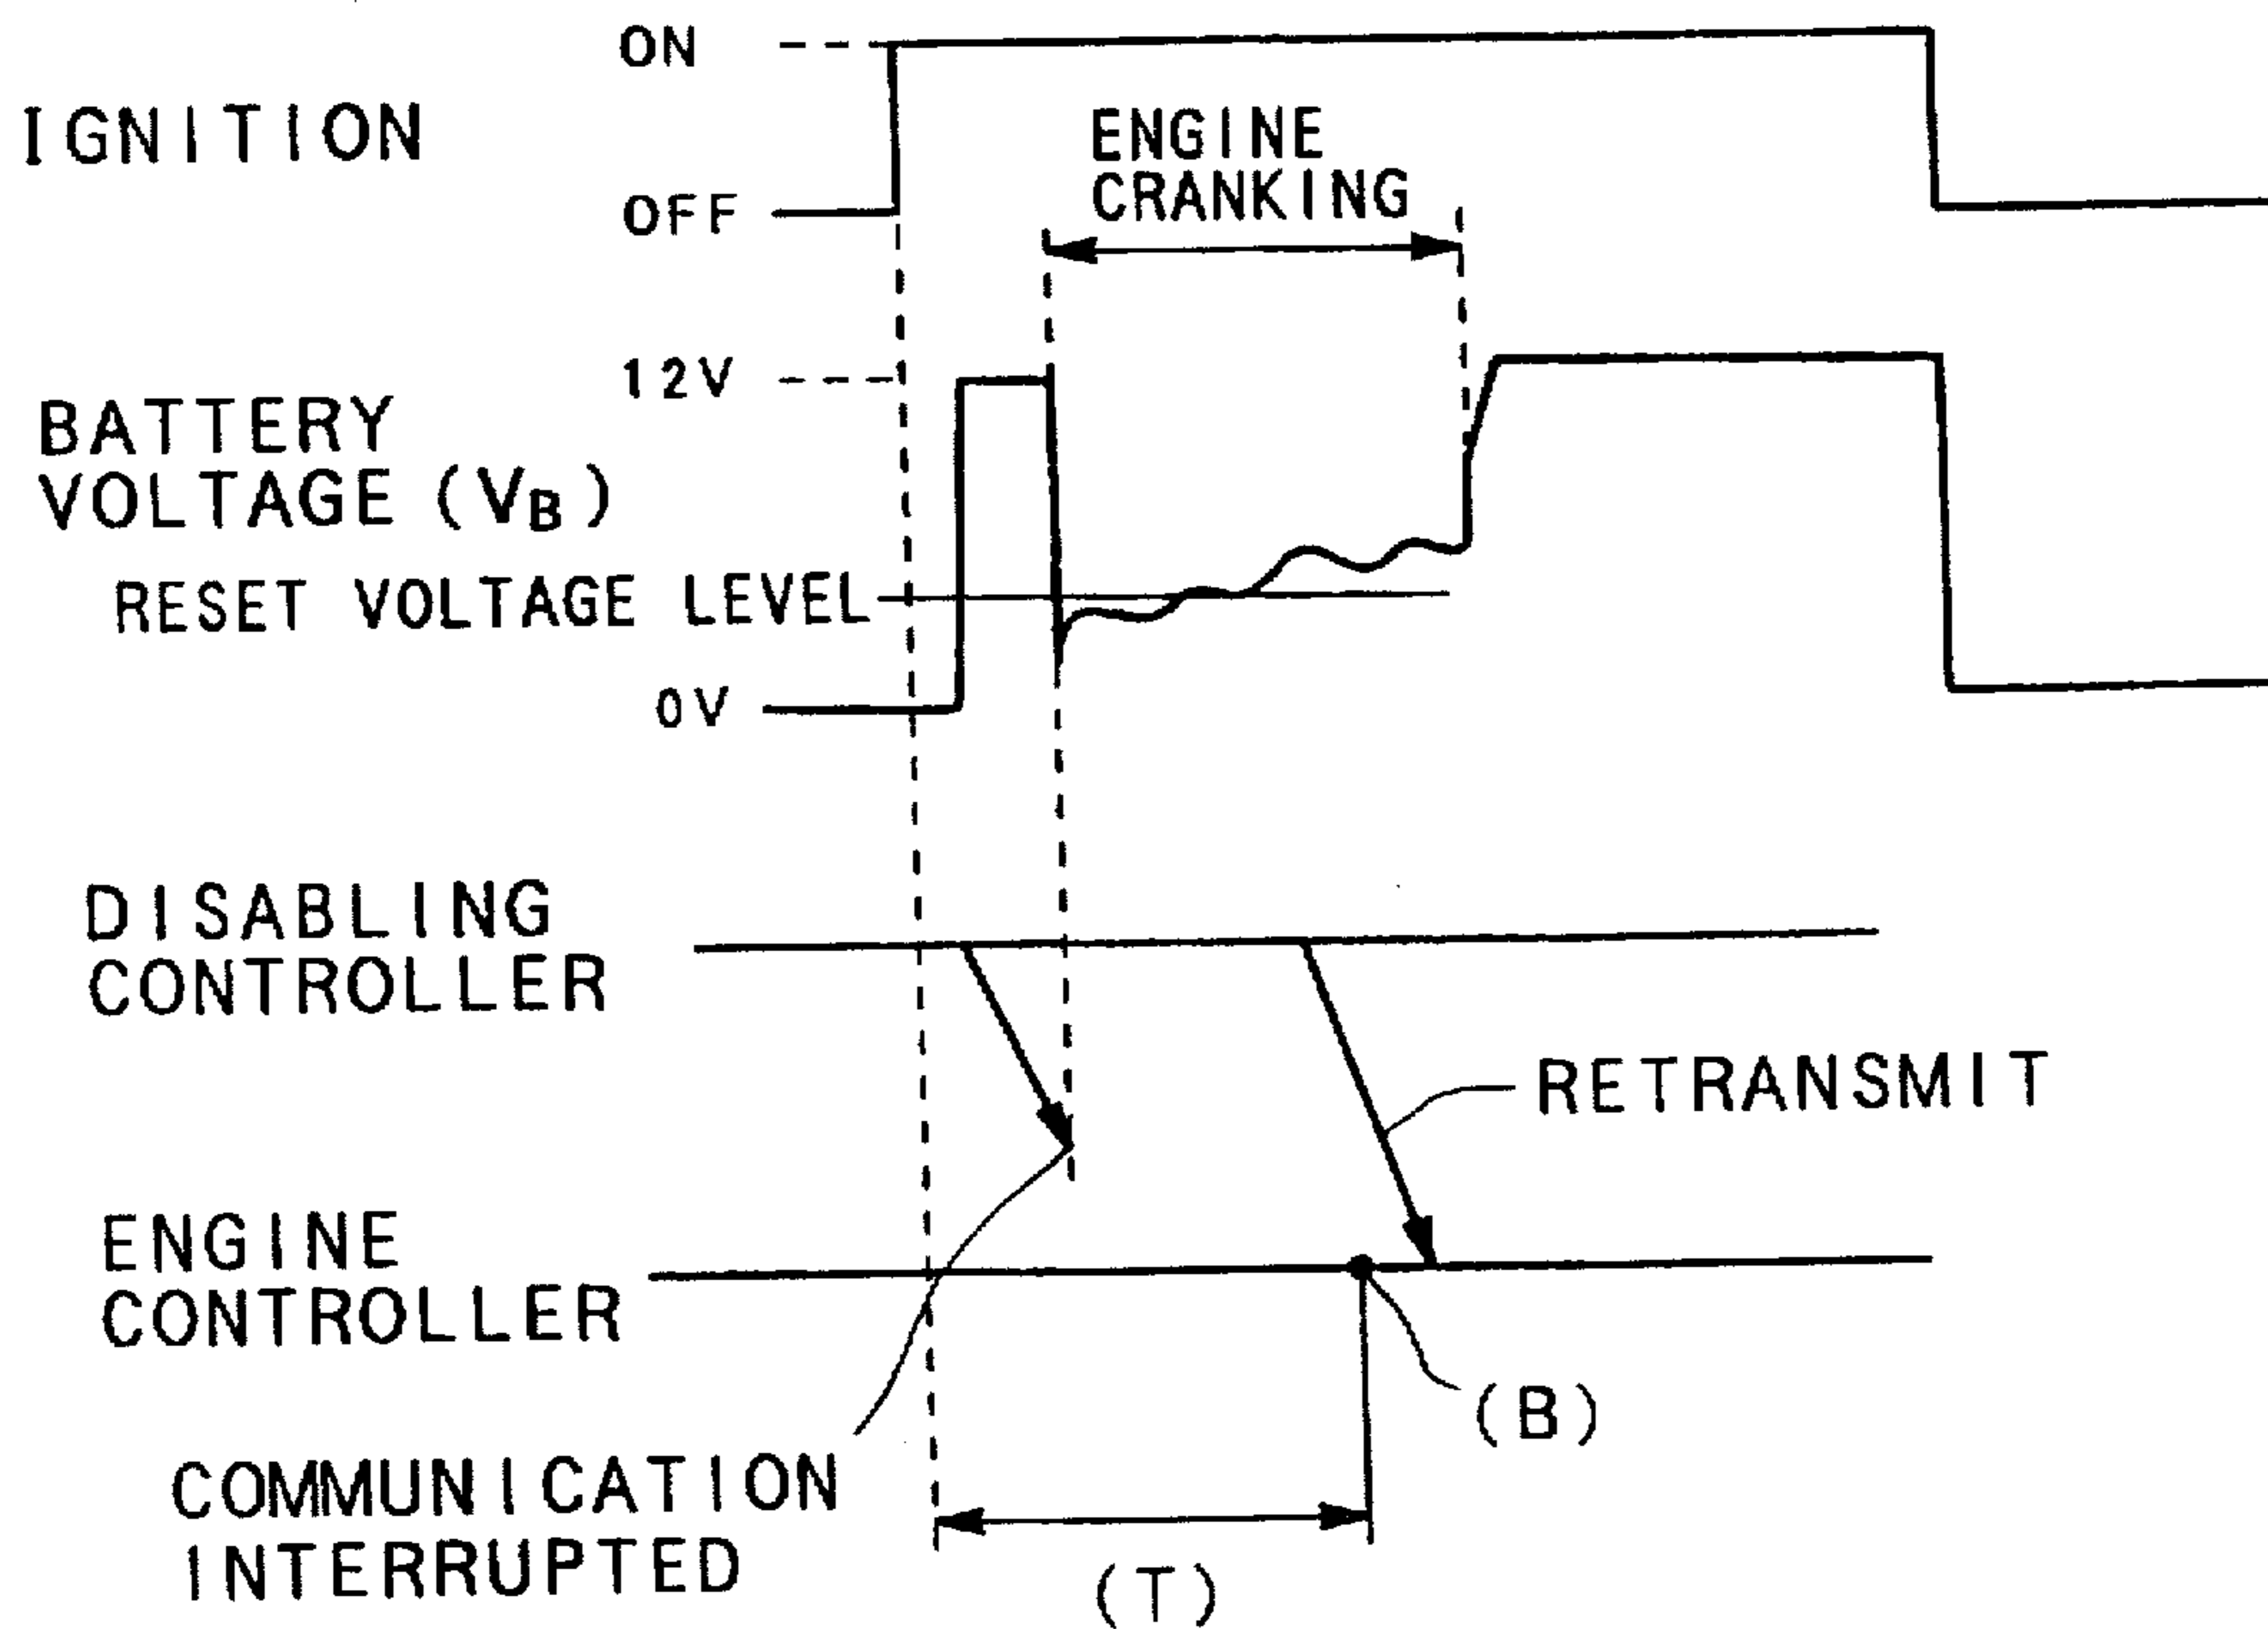 ON
IGNITION
ENGINE
CRANKING
OFF
12V
BATTERY
VOLTAGE (VB)
RESET VOLTAGE LEVEL
0V
DISABLING
CONTROLLER
RETRANSMIT
ENGINE
CONTROLLER
(B)
COMMUNICATION
INTERRUPTED
(T)